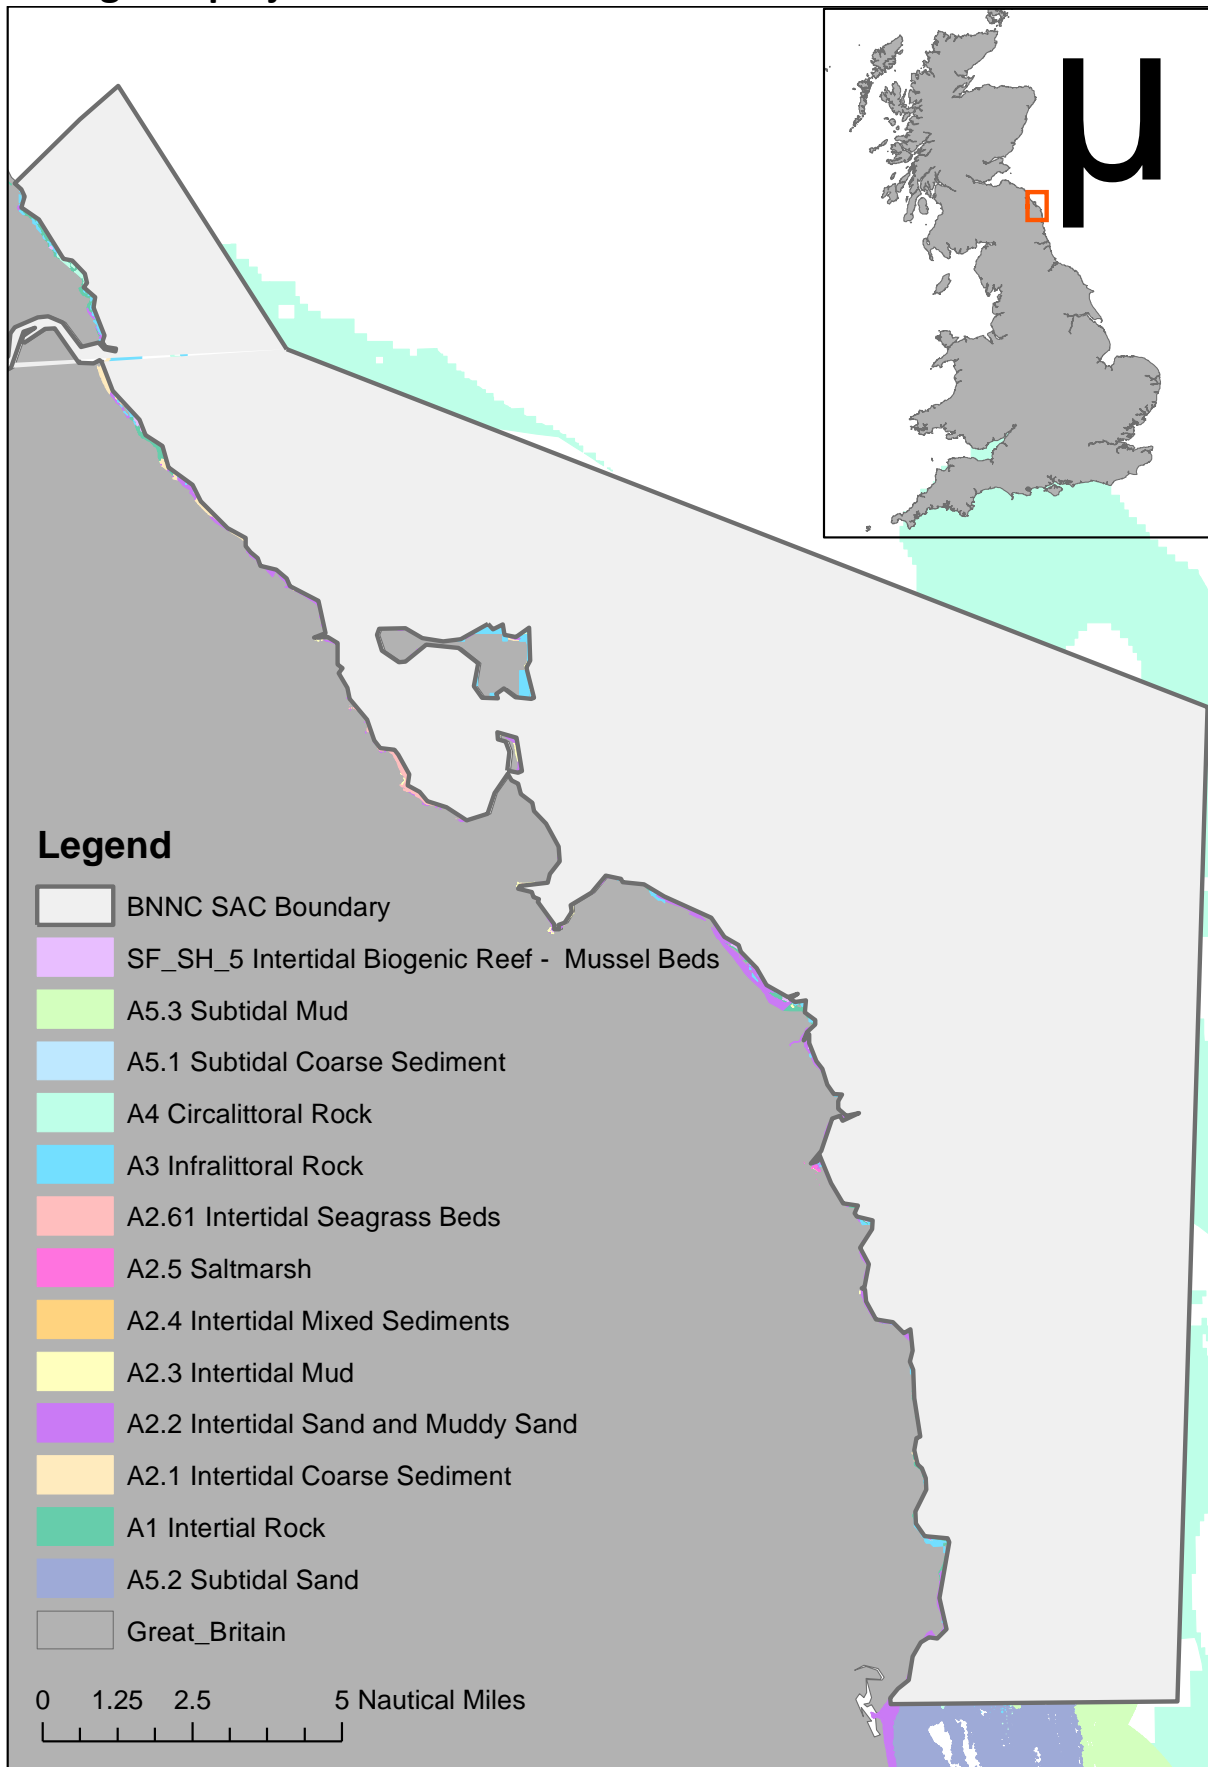 µ
Legend
BNNC SAC Boundary
SF_SH_5 Intertidal Biogenic Reef - Mussel Beds
A5.3 Subtidal Mud
A5.1 Subtidal Coarse Sediment
A4 Circalittoral Rock
A3 Infralittoral Rock
A2.61 Intertidal Seagrass Beds
A2.5 Saltmarsh
A2.4 Intertidal Mixed Sediments
A2.3 Intertidal Mud
A2.2 Intertidal Sand and Muddy Sand
A2.1 Intertidal Coarse Sediment
A1 Intertial Rock
A5.2 Subtidal Sand
Great_Britain
0 1.25 2.5 5 Nautical Miles